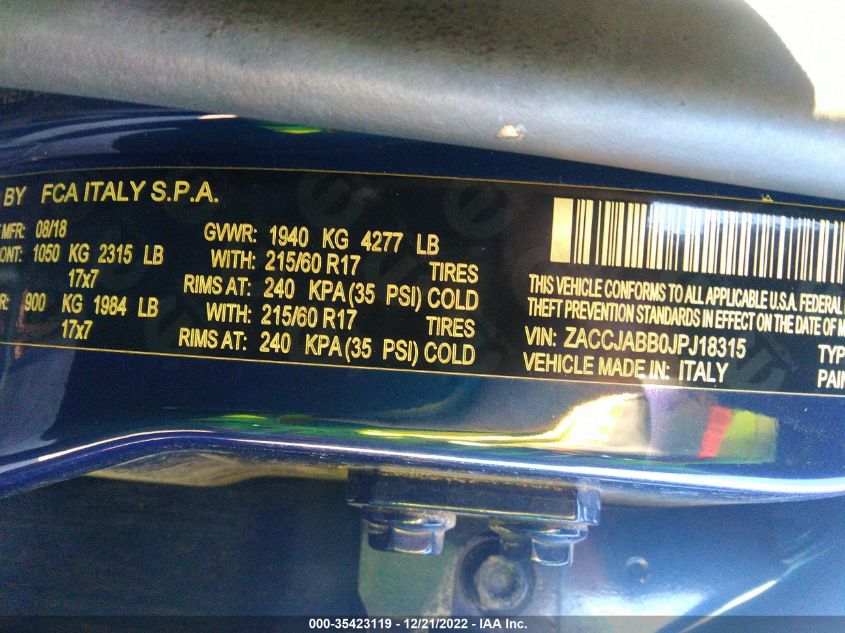 BY FCA ITALY S.P.A.
MFR: 08/18 GVWR: 1940 KG 4277 LB
ONT: 1050 KG 2315 LB WITH: 215/60 R17 TIRES
17x7 RIMS AT: 240 KPA(35 PSI) COLD
R: 900 KG 1984 LB WITH: 215/60 R17 TIRES
17x7 RIMS AT: 240 KPA(35 PSI) COLD
THIS VEHICLE CONFORMS TO ALL APPLICABLE U.S.A. FEDERAL
THEFT PREVENTION STANDARDS IN EFFECT ON THE DATE OF M
VIN: ZACCJABB0JPJ18315 TYP
VEHICLE MADE IN: ITALY PAIN
000-35423119 - 12/21/2022 - IAA Inc.